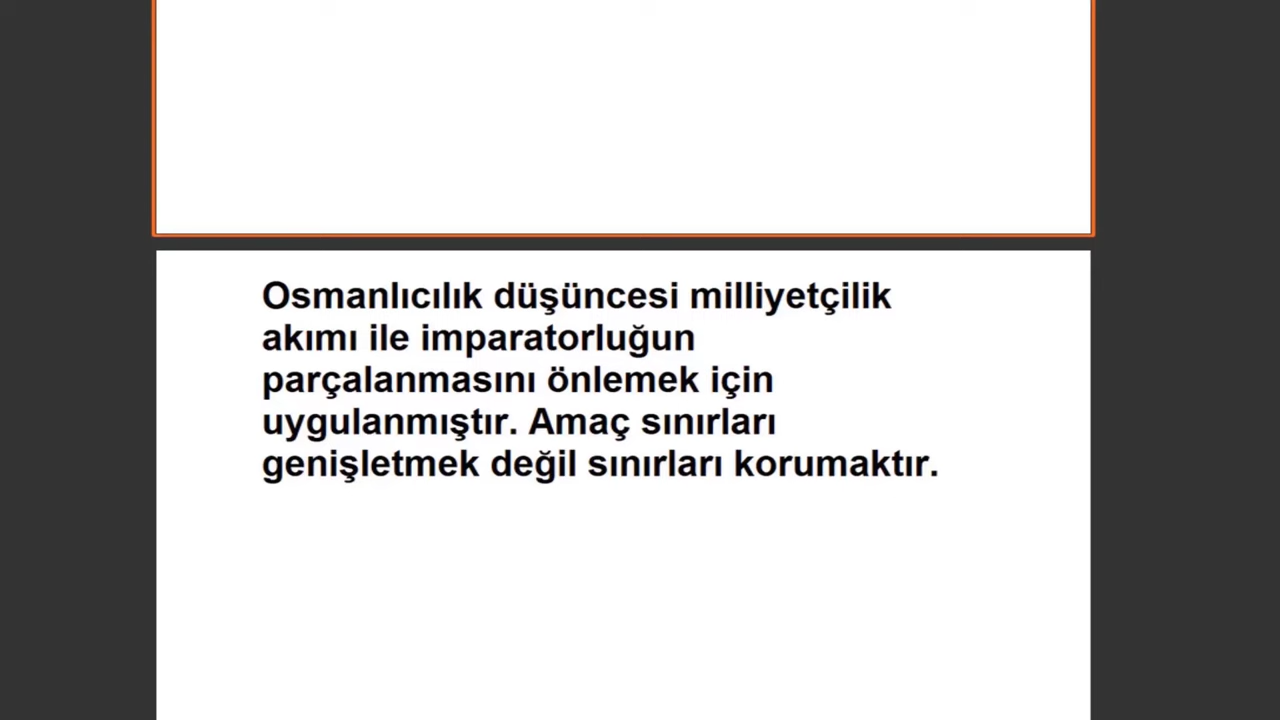 Osmanlıcılık düşüncesi milliyetçilik
akımı ile imparatorluğun
parçalanmasını önlemek için
uygulanmıştır. Amaç sınırları
genişletmek değil sınırları korumaktır.